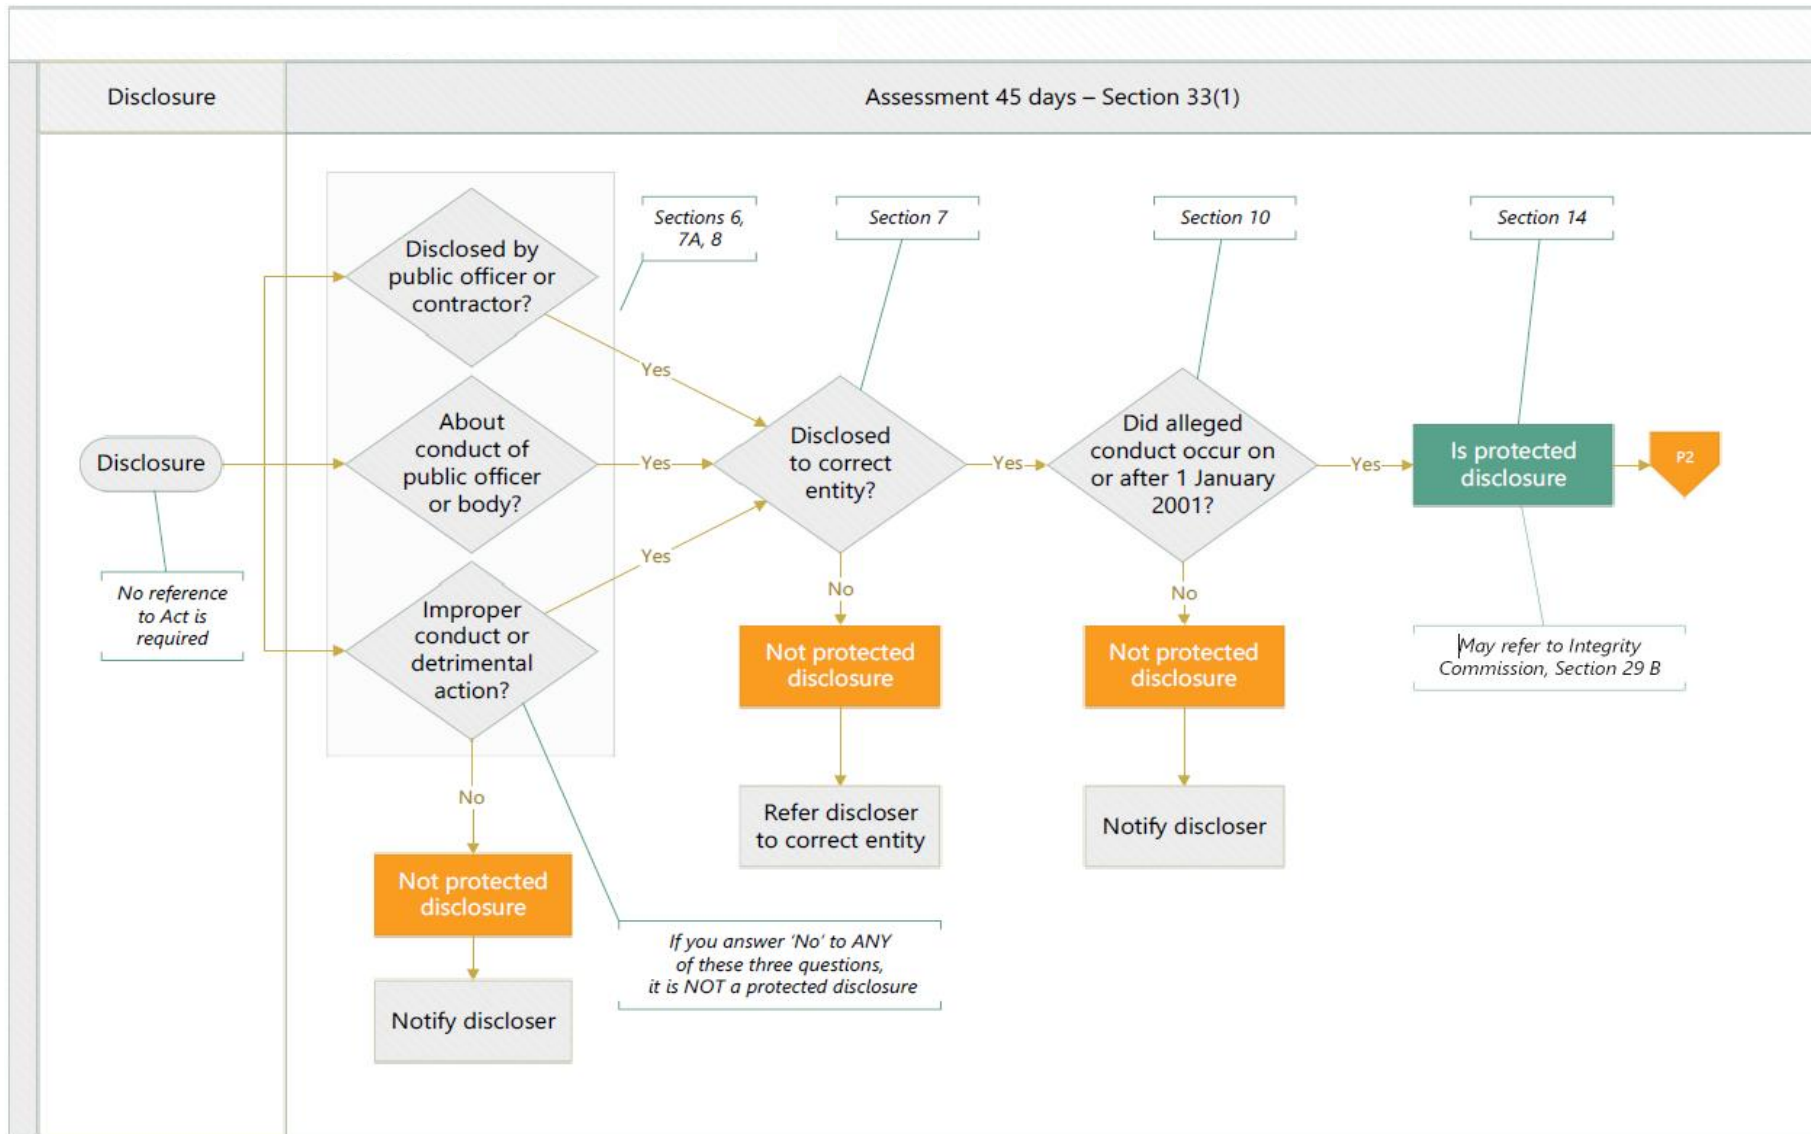 Disclosure
Assessment 45 days – Section 33(1)
Disclosed by
public officer or
contractor?
Sections 6,
7A, 8
Section 7
Section 10
Section 14
Yes
About
conduct of
public officer
or body?
Disclosure
Yes
Disclosed
to correct
entity?
Yes
Did alleged
conduct occur on
or after 1 January
2001?
Yes
Is protected
disclosure
P2
No reference
to Act is
required
Yes
Improper
conduct or
detrimental
action?
No
No
Not protected
disclosure
Not protected
disclosure
May refer to Integrity
Commission, Section 29 B
No
Refer discloser
to correct entity
Notify discloser
Not protected
disclosure
If you answer ‘No’ to ANY
of these three questions,
it is NOT a protected disclosure
Notify discloser